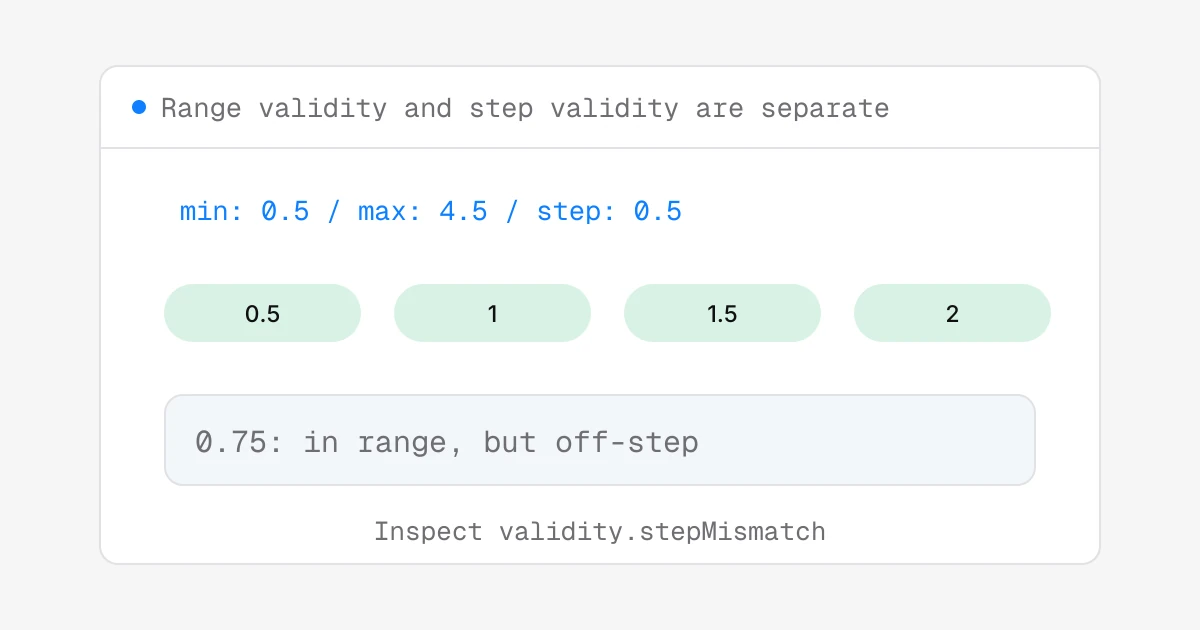 Range validity and step validity are separate
min: 0.5 / max: 4.5 / step: 0.5
0.5 1 1.5 2
0.75: in range, but off-step
Inspect validity.stepMismatch